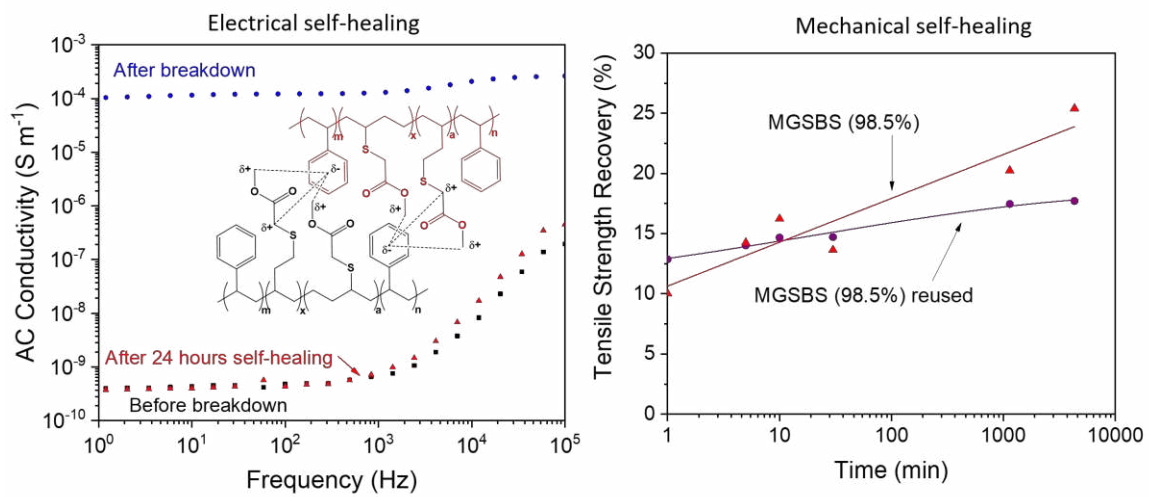 Electrical self-healing
AC Conductivity (S m⁻¹)
10⁻³
10⁻⁴
10⁻⁵
10⁻⁶
10⁻⁷
10⁻⁸
10⁻⁹
10⁻¹⁰
After breakdown
m x a n
S
S
δ+ δ- δ+
O O O
O δ+ δ+ O
δ+ O O
S δ- δ+
S
m x a n
After 24 hours self-healing
Before breakdown
10⁰ 10¹ 10² 10³ 10⁴ 10⁵
Frequency (Hz)
Mechanical self-healing
Tensile Strength Recovery (%)
30
25
20
15
10
5
0
MGSBS (98.5%)
MGSBS (98.5%) reused
1 10 100 1000 10000
Time (min)